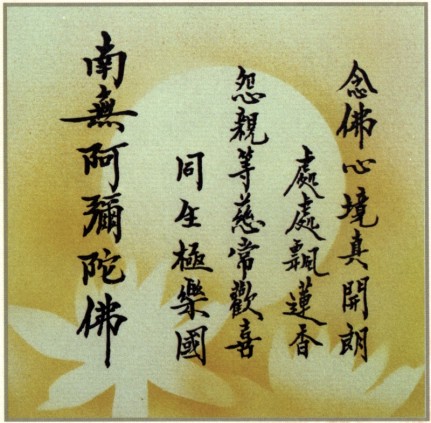 念佛心境真開朗
處處飄蓮香
怨親等慈常歡喜
同生極樂國
南無阿彌陀佛